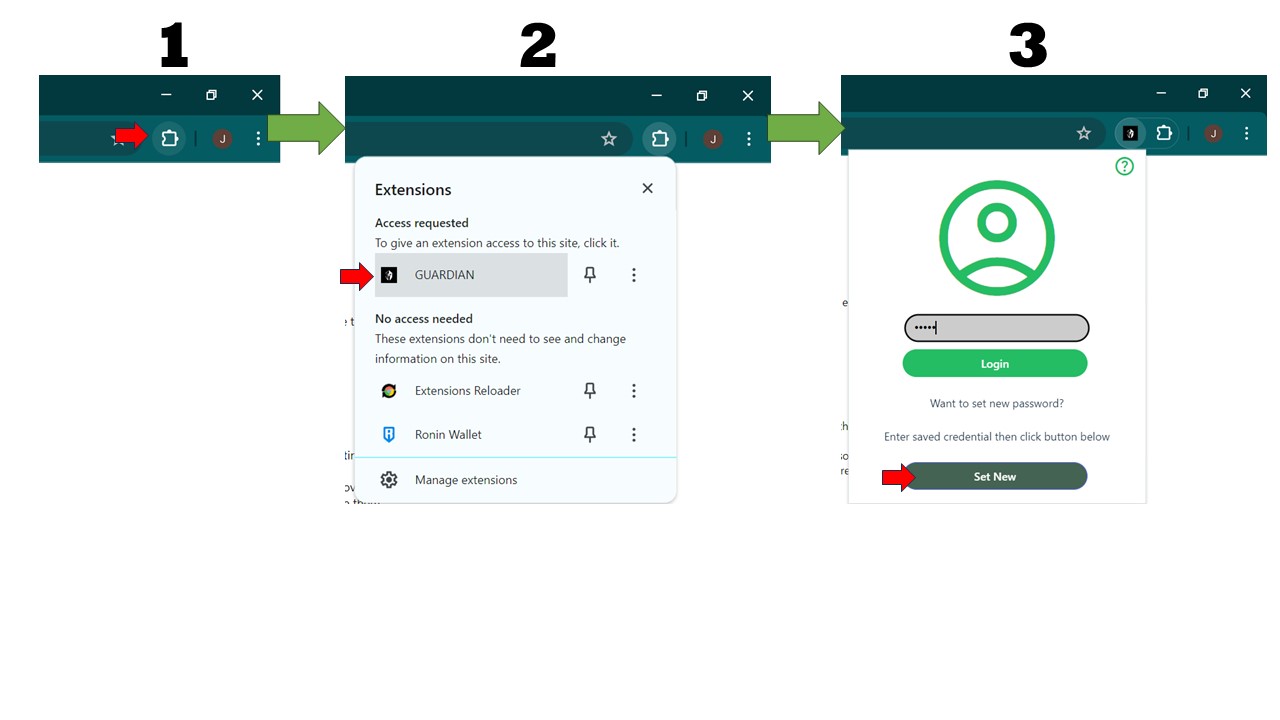 1
2
3
J
J
Extensions
Access requested
To give an extension access to this site, click it.
GUARDIAN
No access needed
These extensions don't need to see and change
information on this site.
Extensions Reloader
Ronin Wallet
Manage extensions
J
?
•••••
Login
Want to set new password?
Enter saved credential then click button below
Set New